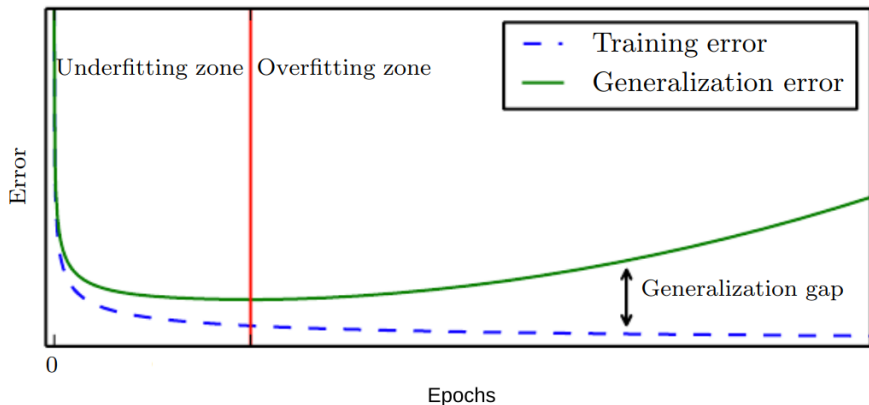 Training error
Generalization error
Underfitting zone
Overfitting zone
Error
Generalization gap
0
Epochs